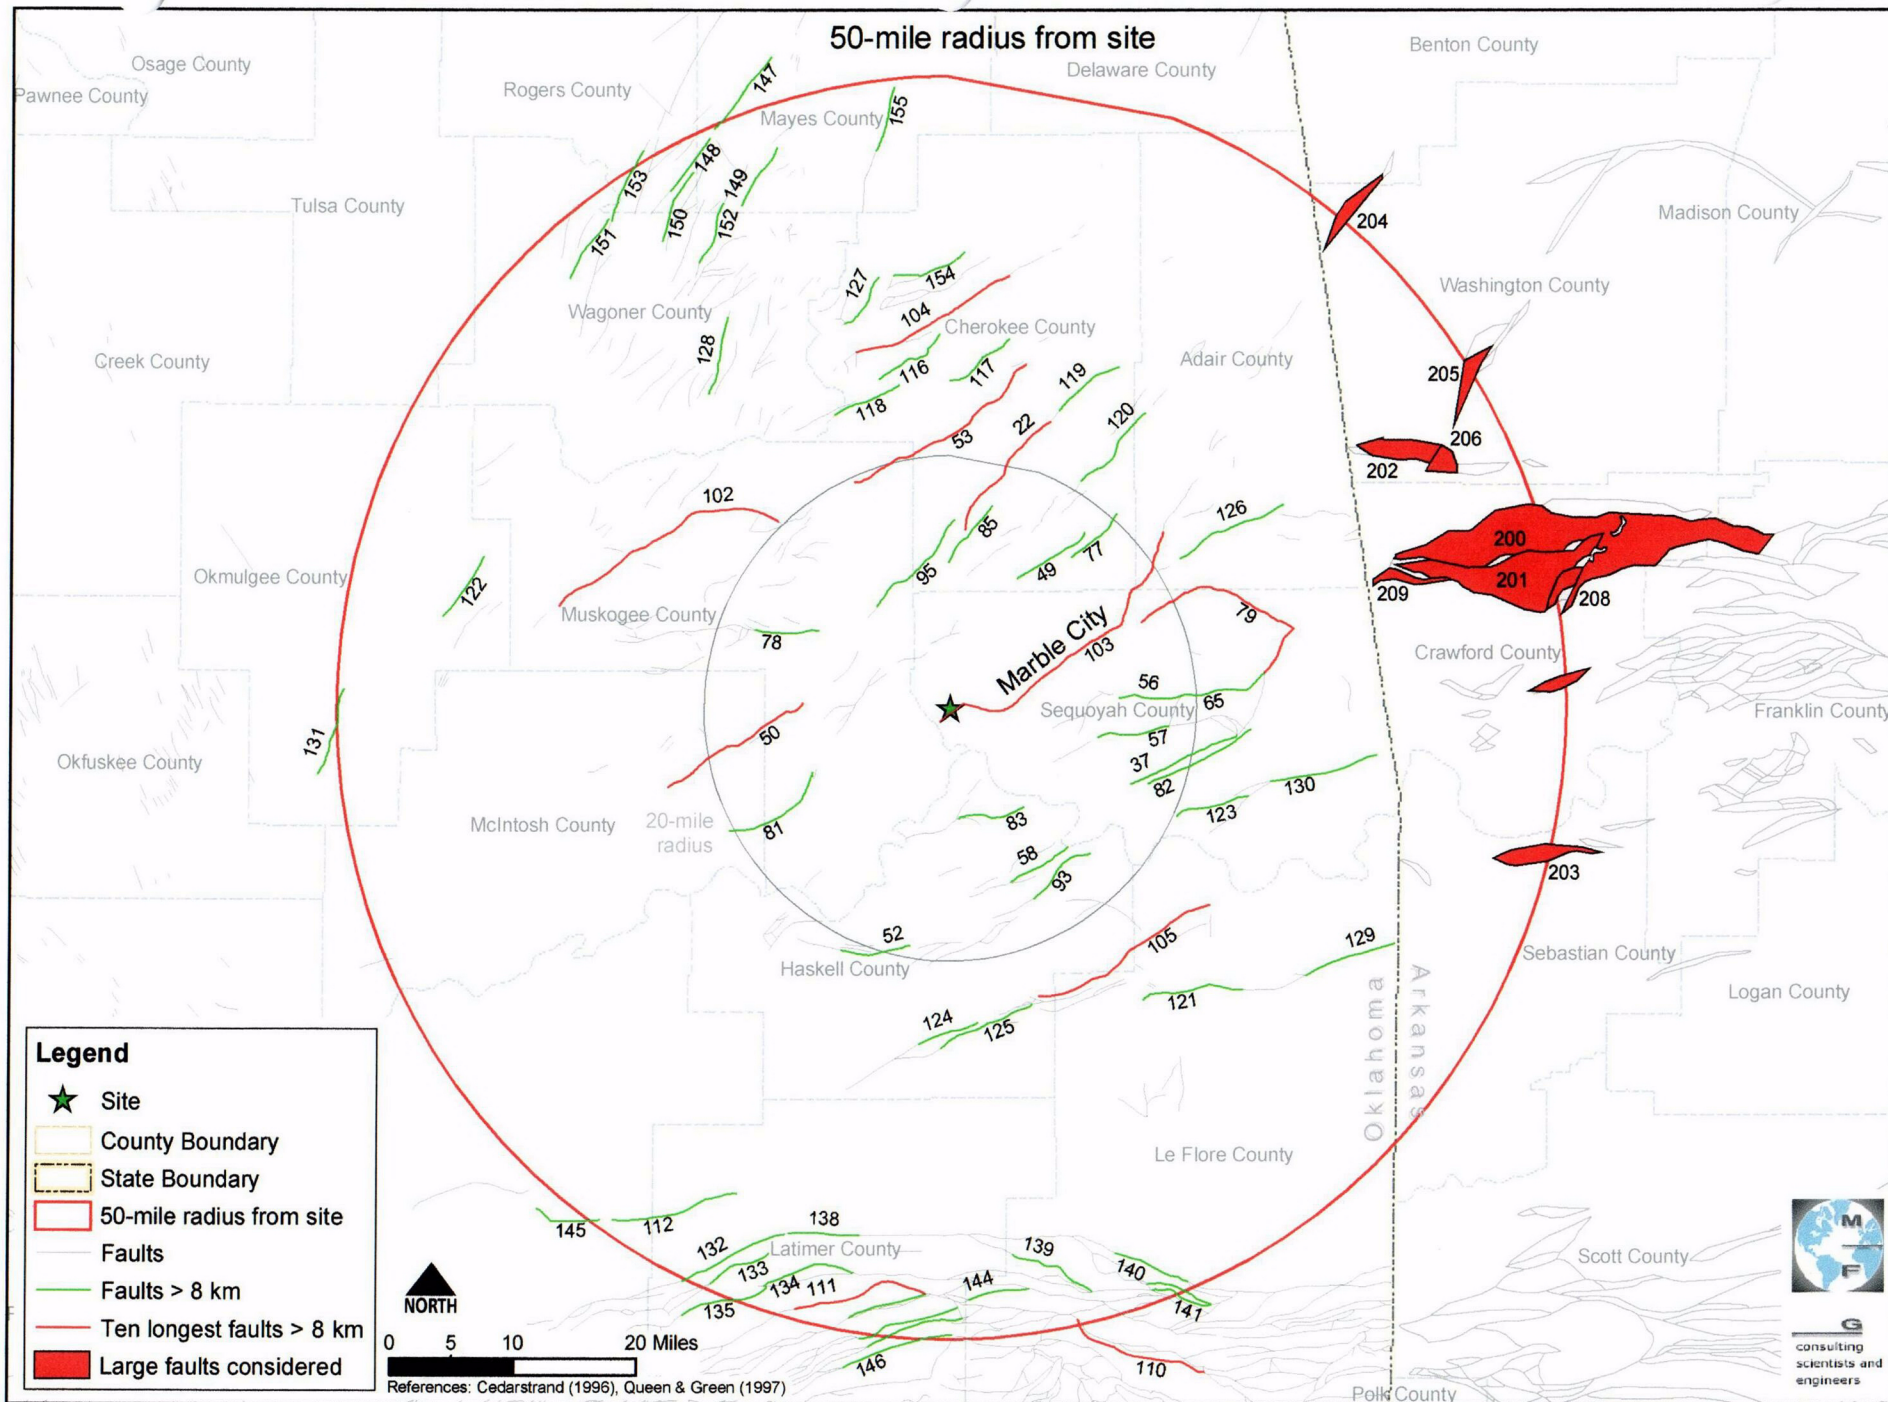 50-mile radius from site
Benton County
Osage County
Delaware County
Rogers County
Pawnee County
147
Mayes County
155
148
153
149
Tulsa County
150
152
151
204
Madison County
127
154
Washington County
Wagoner County
104
Cherokee County
128
Creek County
116
117
119
Adair County
205
118
53
22
120
206
202
102
85
126
200
95
49
77
201
209
208
Okmulgee County
122
Muskogee County
78
79
Marble City
103
Crawford County
56
65
Sequoyah County
Franklin County
50
57
131
37
82
Okfuskee County
130
123
McIntosh County
20-mile
radius
81
83
58
93
203
52
105
129
Haskell County
Sebastian County
121
Logan County
124
125
Oklahoma
Arkansas
Le Flore County
145
112
132
138
Latimer County
139
133
134
111
144
140
141
135
Scott County
146
110
Polk County
Legend
Site
County Boundary
State Boundary
50-mile radius from site
Faults
Faults > 8 km
Ten longest faults > 8 km
Large faults considered
NORTH
0 5 10 20 Miles
References: Cedarstrand (1996), Queen & Green (1997)
M
F
G
consulting
scientists and
engineers